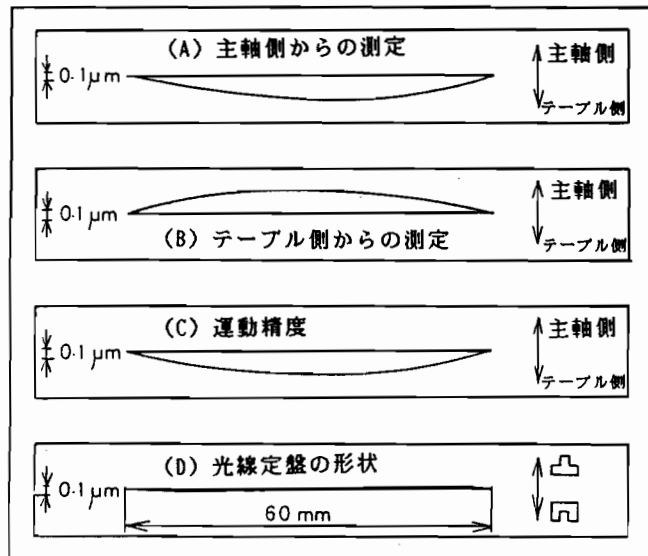 (A) 主軸側からの測定
0.1μm
主軸側
テーブル側
主軸側
0.1μm
テーブル側
(B) テーブル側からの測定
(C) 運動精度
主軸側
0.1μm
テーブル側
(D) 光線定盤の形状
0.1μm
60mm